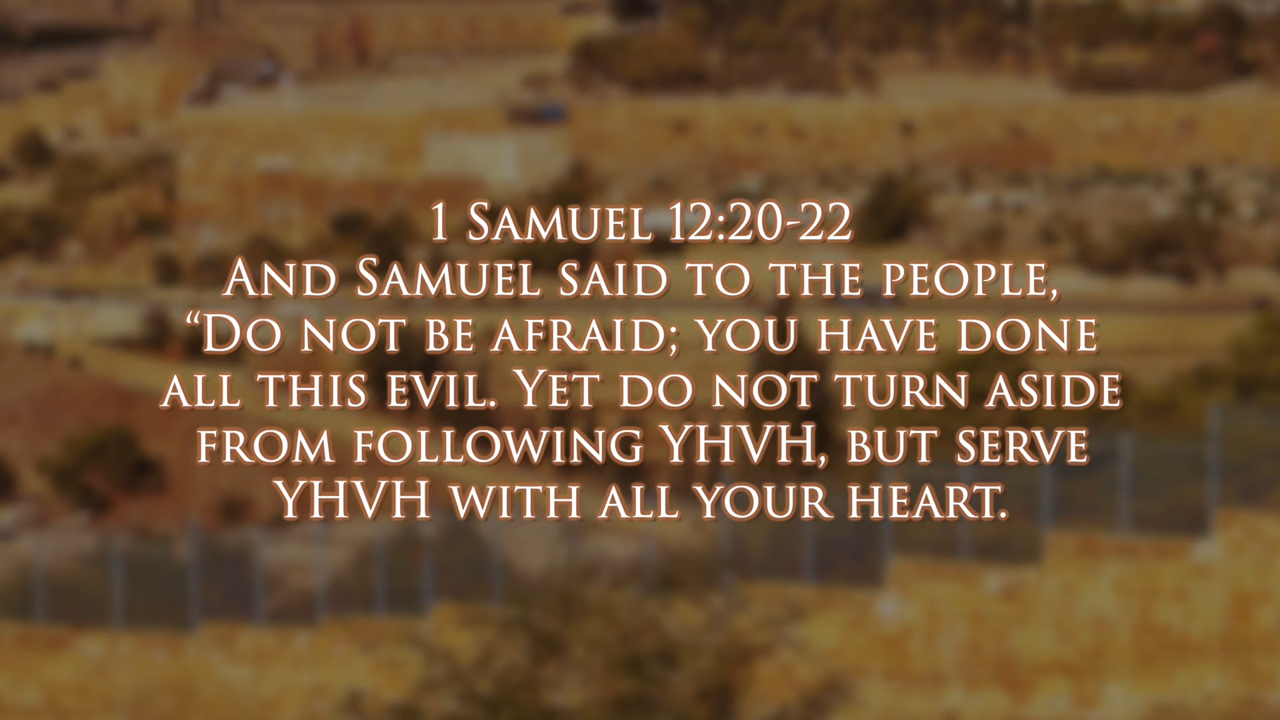 1 Samuel 12:20-22
And Samuel said to the people,
“Do not be afraid; you have done
all this evil. Yet do not turn aside
from following YHVH, but serve
YHVH with all your heart.